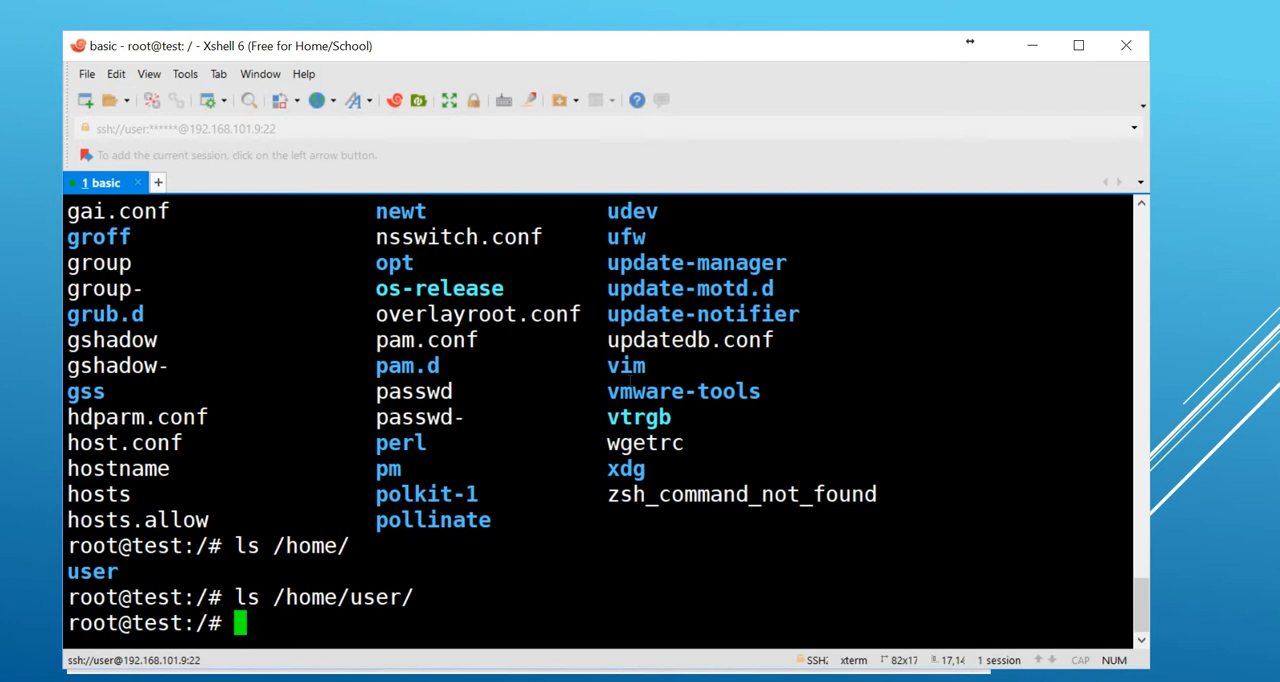 basic - root@test: / - Xshell 6 (Free for Home/School)
File Edit View Tools Tab Window Help
ssh://user:******@192.168.101.9:22
To add the current session, click on the left arrow button.
1 basic
gai.conf newt udev
groff nsswitch.conf ufw
group opt update-manager
group- os-release update-motd.d
grub.d overlayroot.conf update-notifier
gshadow pam.conf updatedb.conf
gshadow- pam.d vim
gss passwd vmware-tools
hdparm.conf passwd- vtrgb
host.conf perl wgetrc
hostname pm xdg
hosts polkit-1 zsh_command_not_found
hosts.allow pollinate
root@test:/# ls /home/
user
root@test:/# ls /home/user/
root@test:/#
ssh://user@192.168.101.9:22 SSH2 xterm 82x17 17,14 1 session CAP NUM